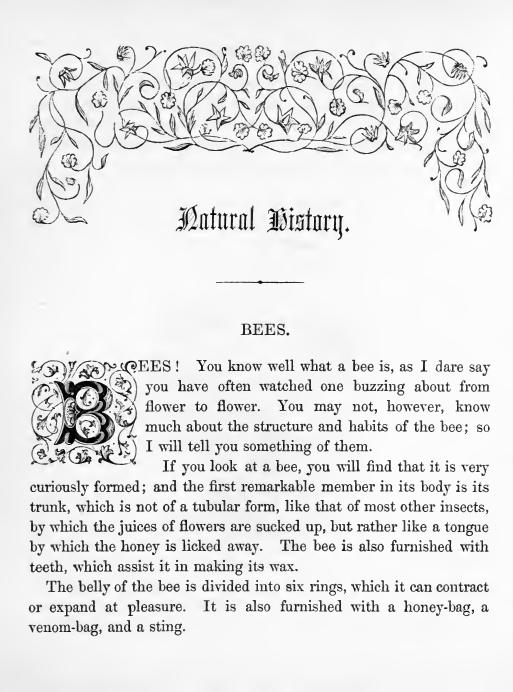 Natural History.
BEES.
BEES! You know well what a bee is, as I dare say
you have often watched one buzzing about from
flower to flower. You may not, however, know
much about the structure and habits of the bee; so
I will tell you something of them.
If you look at a bee, you will find that it is very
curiously formed; and the first remarkable member in its body is its
trunk, which is not of a tubular form, like that of most other insects,
by which the juices of flowers are sucked up, but rather like a tongue
by which the honey is licked away. The bee is also furnished with
teeth, which assist it in making its wax.
The belly of the bee is divided into six rings, which it can contract
or expand at pleasure. It is also furnished with a honey-bag, a
venom-bag, and a sting.